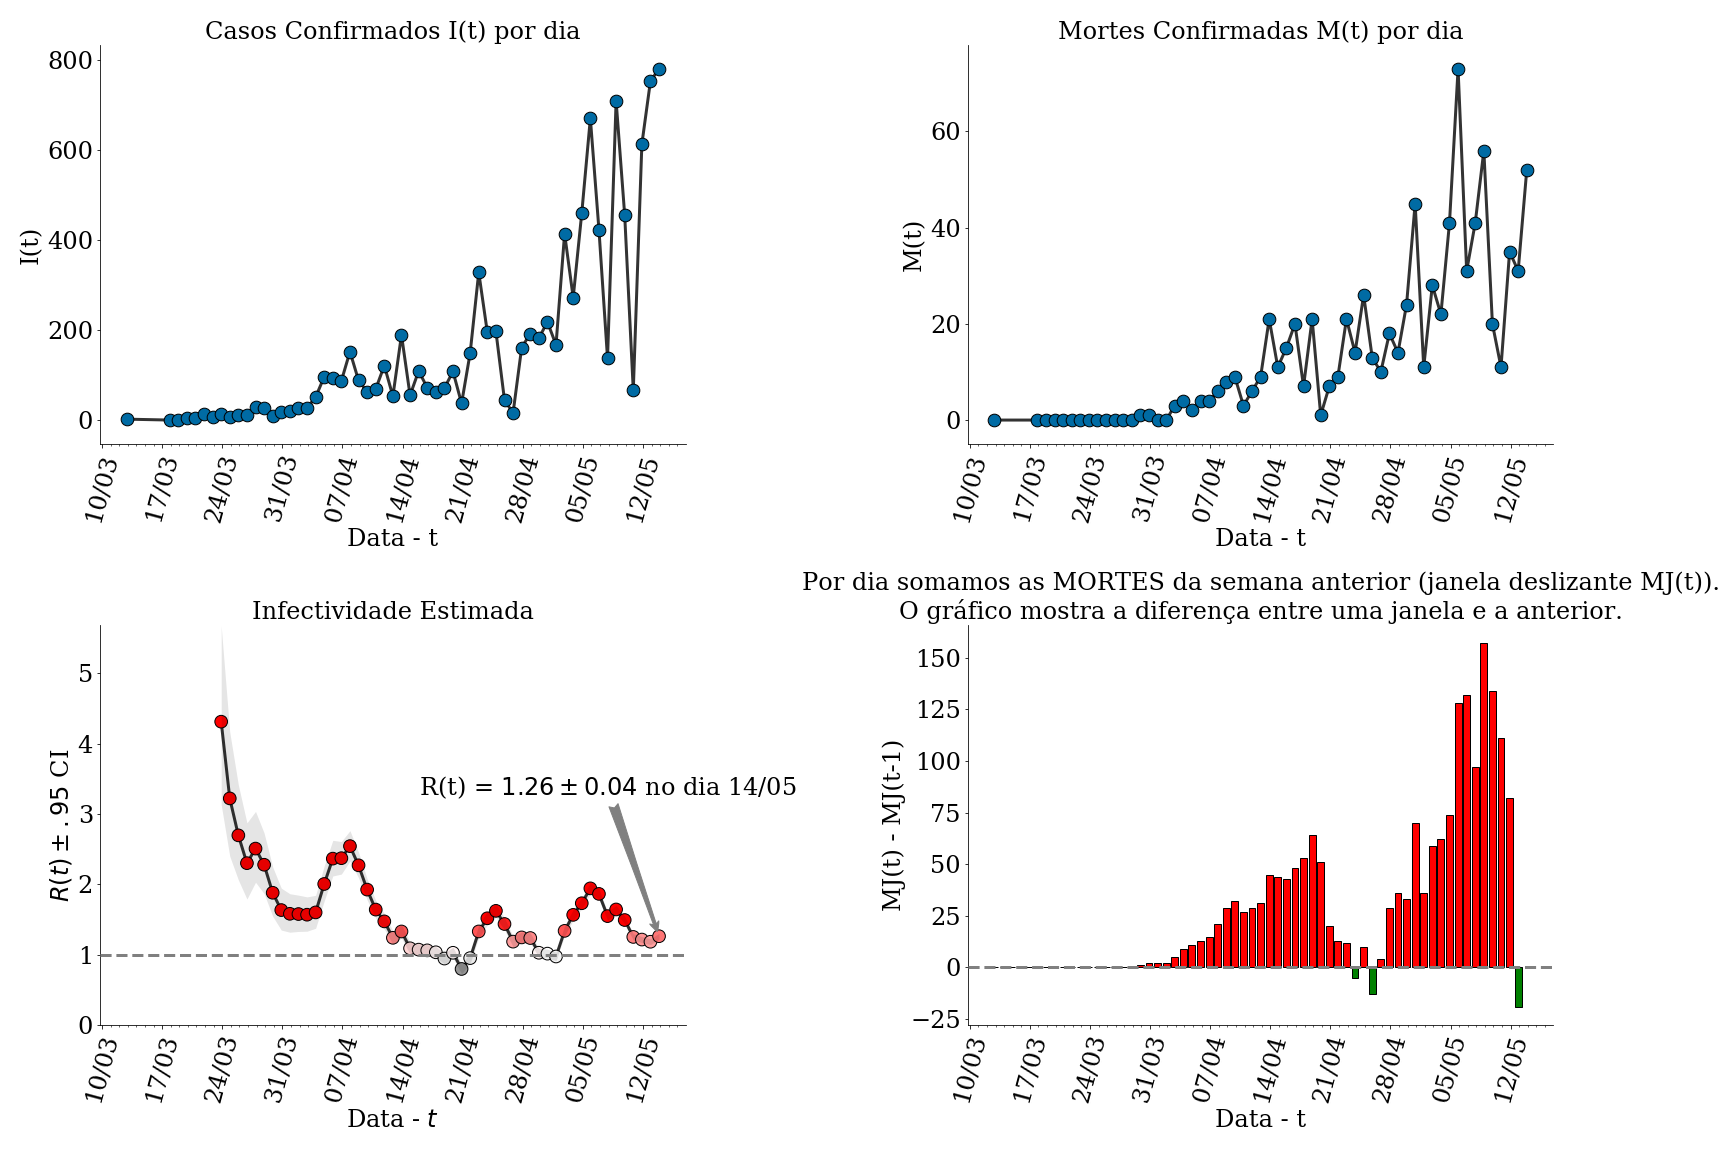 Casos Confirmados I(t) por dia
800
600
400
200
0
I(t)
10/03 17/03 24/03 31/03 07/04 14/04 21/04 28/04 05/05 12/05
Data - t
Mortes Confirmadas M(t) por dia
60
40
20
0
M(t)
10/03 17/03 24/03 31/03 07/04 14/04 21/04 28/04 05/05 12/05
Data - t
Infectividade Estimada
5
4
3
2
1
0
R(t) ± .95 CI
R(t) = 1.26 ± 0.04 no dia 14/05
10/03 17/03 24/03 31/03 07/04 14/04 21/04 28/04 05/05 12/05
Data - t
Por dia somamos as MORTES da semana anterior (janela deslizante MJ(t)).
O gráfico mostra a diferença entre uma janela e a anterior.
150
125
100
75
50
25
0
−25
MJ(t) - MJ(t-1)
10/03 17/03 24/03 31/03 07/04 14/04 21/04 28/04 05/05 12/05
Data - t